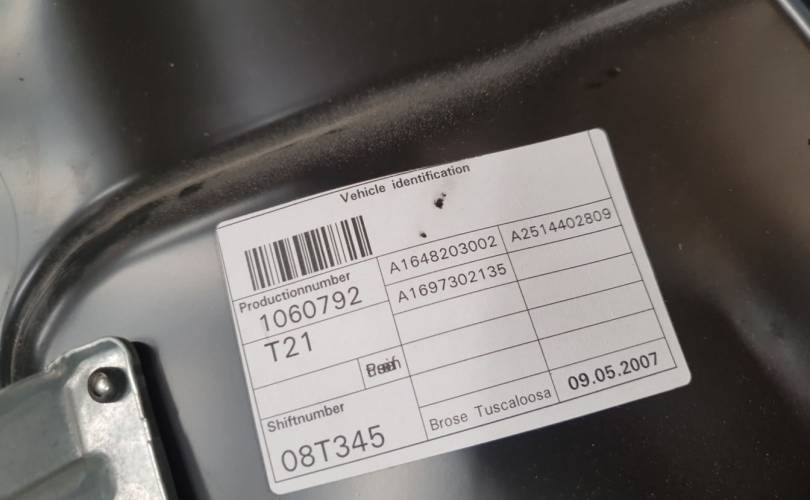 Vehicle identification
Productionnumber
1060792
T21
A1648203002 A2514402809
A1697302135
Shiftnumber
08T345
Brose Tuscaloosa 09.05.2007